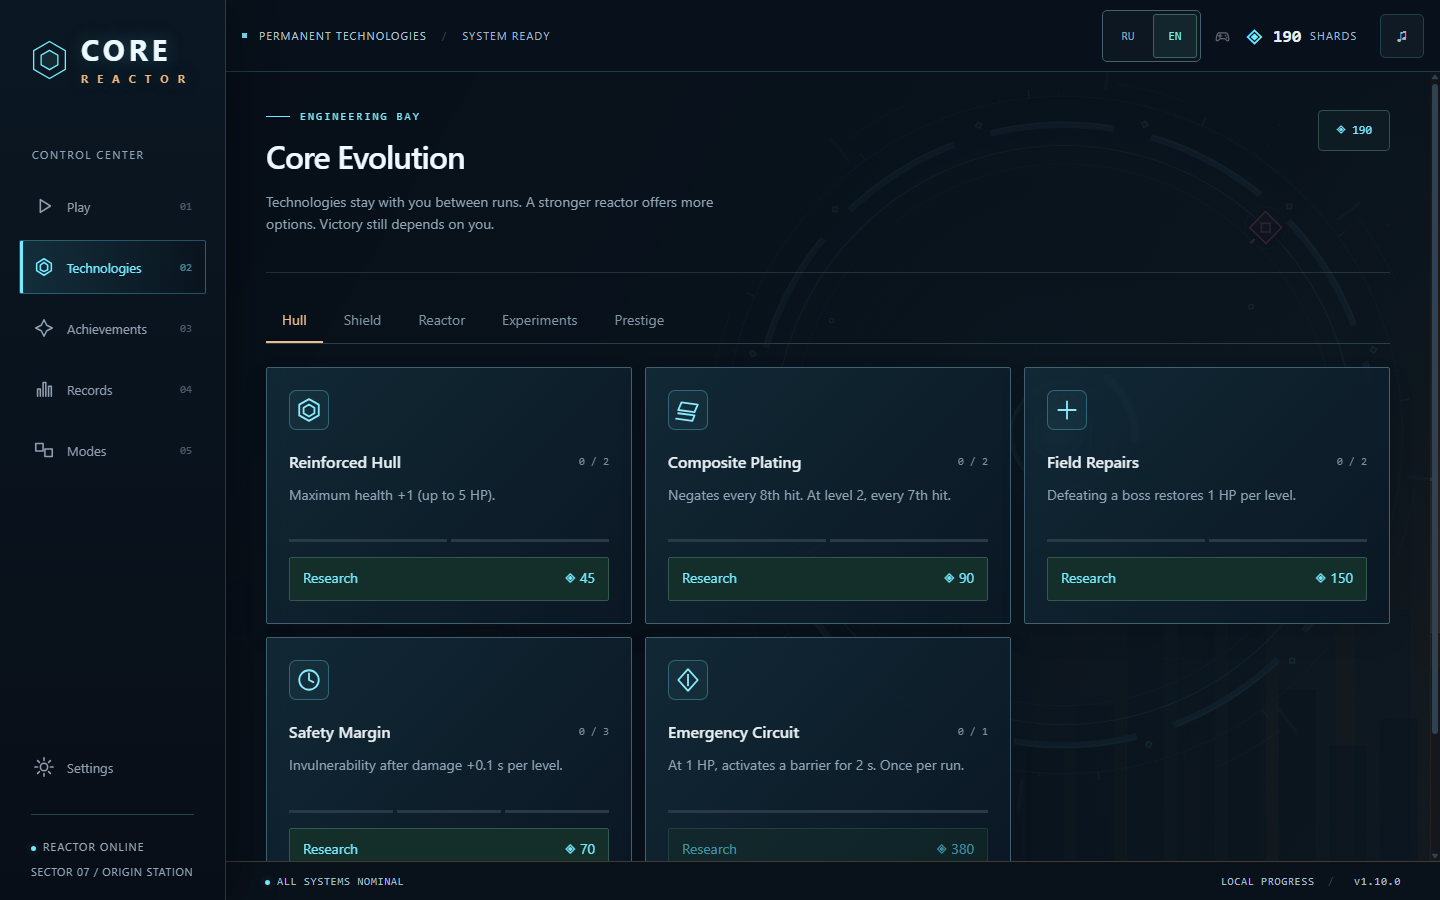 CORE
REACTOR
CONTROL CENTER
Play 01
Technologies 02
Achievements 03
Records 04
Modes 05
Settings
REACTOR ONLINE
SECTOR 07 / ORIGIN STATION
PERMANENT TECHNOLOGIES / SYSTEM READY
RU EN
190 SHARDS
ENGINEERING BAY
190
Core Evolution
Technologies stay with you between runs. A stronger reactor offers more
options. Victory still depends on you.
Hull Shield Reactor Experiments Prestige
Reinforced Hull 0 / 2
Maximum health +1 (up to 5 HP).
Research 45
Composite Plating 0 / 2
Negates every 8th hit. At level 2, every 7th hit.
Research 90
Field Repairs 0 / 2
Defeating a boss restores 1 HP per level.
Research 150
Safety Margin 0 / 3
Invulnerability after damage +0.1 s per level.
Research 70
Emergency Circuit 0 / 1
At 1 HP, activates a barrier for 2 s. Once per run.
Research 380
ALL SYSTEMS NOMINAL
LOCAL PROGRESS / v1.10.0